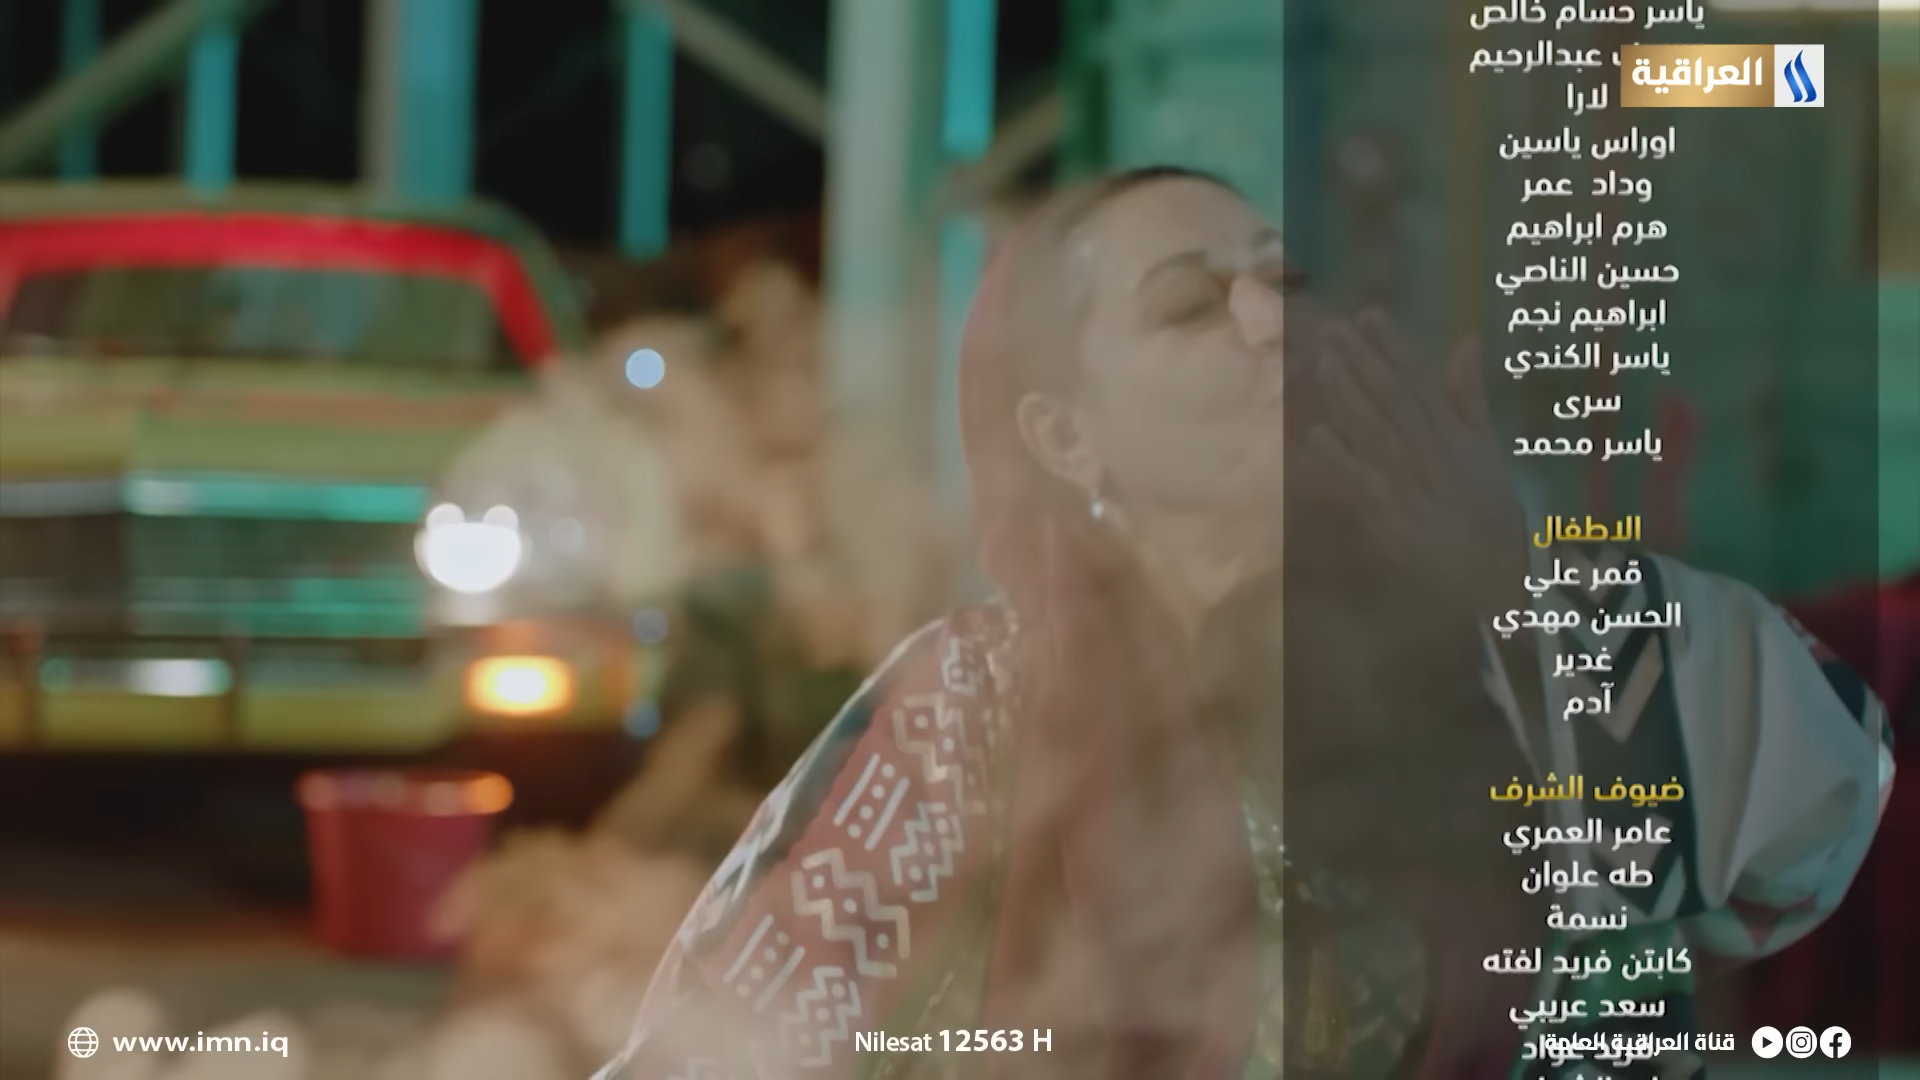 ياسر حسام خالص
عبدالرحيم
العراقية
لارا
اوراس ياسين
وداد عمر
هرم ابراهيم
حسين الناصي
ابراهيم نجم
ياسر الكندي
سرى
ياسر محمد
الاطفال
قمر علي
الحسن مهدي
غدير
آدم
ضيوف الشرف
عامر العمري
طه علوان
نسمة
كابتن فريد لفته
سعد عريبي
www.imn.iq
Nilesat 12563 H
قناة العراقية العامة